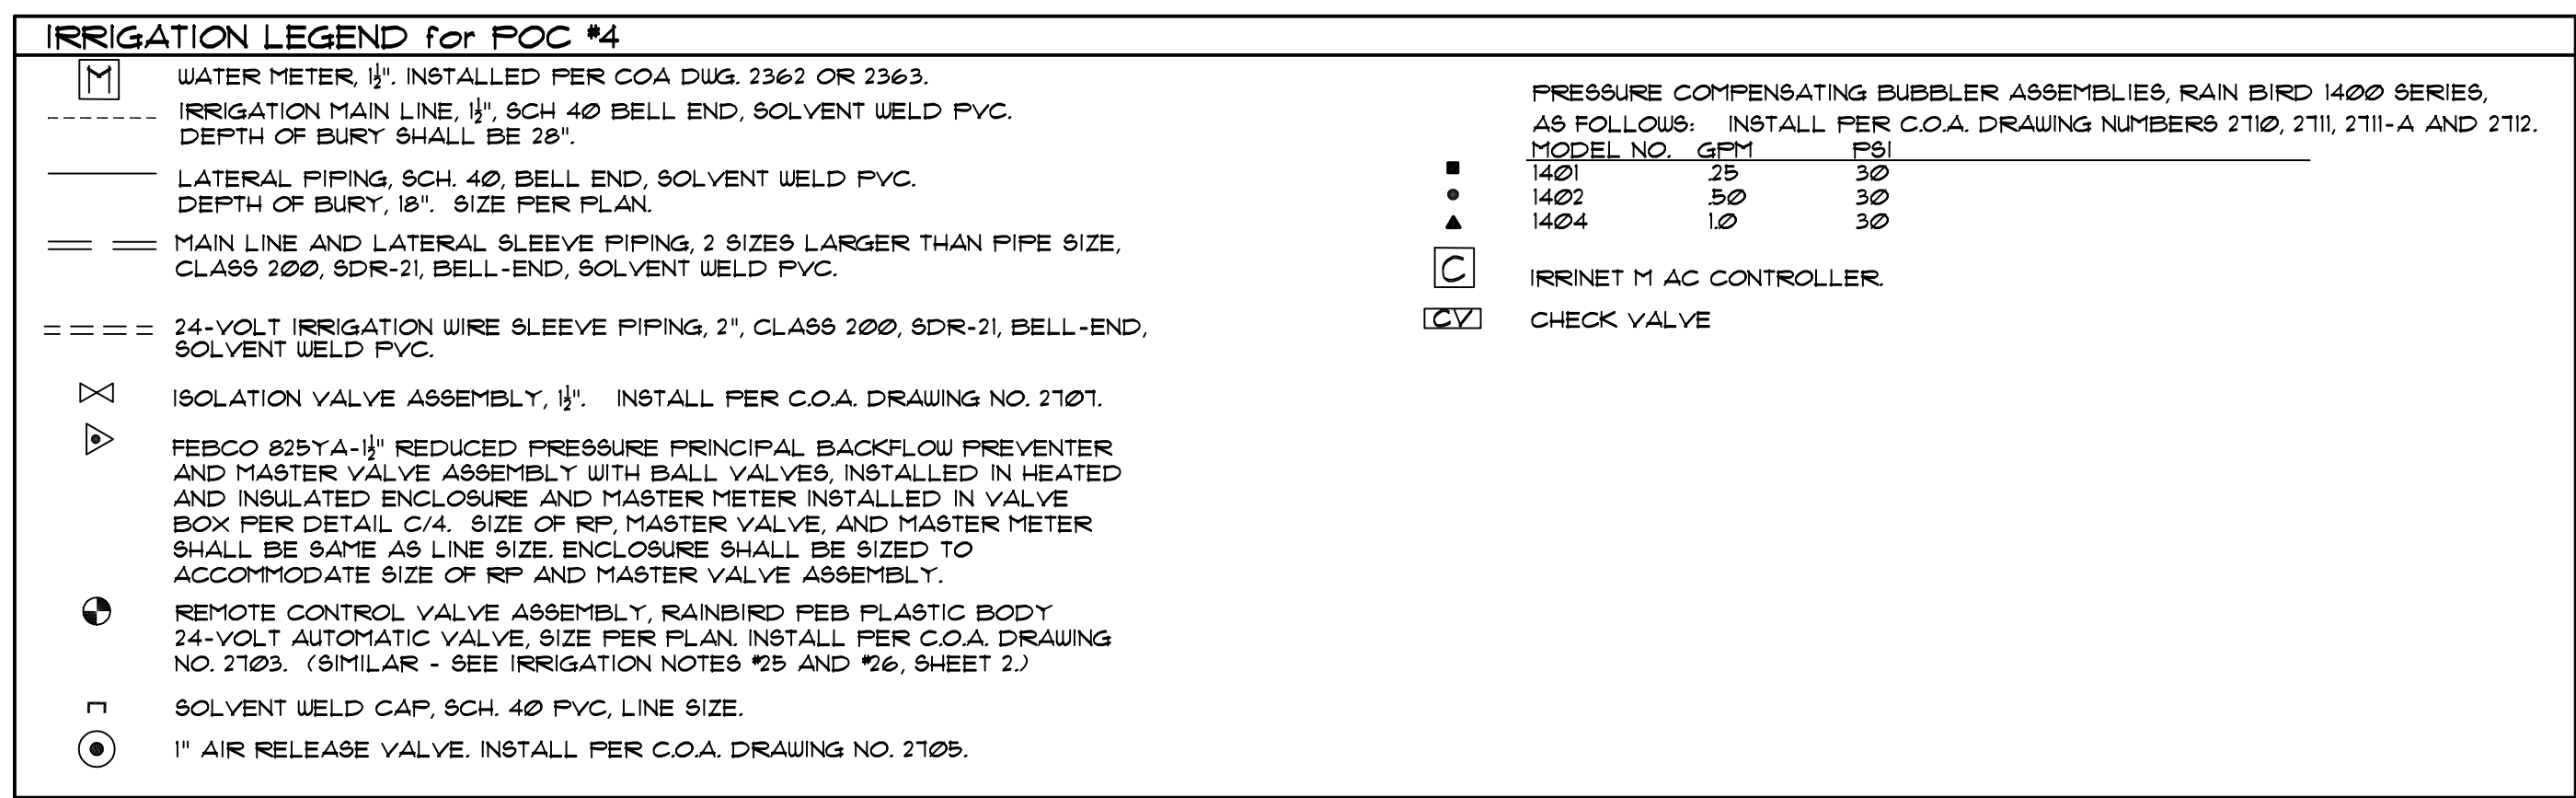 IRRIGATION LEGEND for POC #4
M
WATER METER, 1½". INSTALLED PER COA DWG. 2362 OR 2363.
IRRIGATION MAIN LINE, 1½", SCH 40 BELL END, SOLVENT WELD PVC.
DEPTH OF BURY SHALL BE 28".
LATERAL PIPING, SCH. 40, BELL END, SOLVENT WELD PVC.
DEPTH OF BURY, 18". SIZE PER PLAN.
MAIN LINE AND LATERAL SLEEVE PIPING, 2 SIZES LARGER THAN PIPE SIZE,
CLASS 200, SDR-21, BELL-END, SOLVENT WELD PVC.
24-VOLT IRRIGATION WIRE SLEEVE PIPING, 2", CLASS 200, SDR-21, BELL-END,
SOLVENT WELD PVC.
ISOLATION VALVE ASSEMBLY, 1½". INSTALL PER C.O.A. DRAWING NO. 2707.
FEBCO 825YA-1½" REDUCED PRESSURE PRINCIPAL BACKFLOW PREVENTER
AND MASTER VALVE ASSEMBLY WITH BALL VALVES, INSTALLED IN HEATED
AND INSULATED ENCLOSURE AND MASTER METER INSTALLED IN VALVE
BOX PER DETAIL C/4. SIZE OF RP, MASTER VALVE, AND MASTER METER
SHALL BE SAME AS LINE SIZE. ENCLOSURE SHALL BE SIZED TO
ACCOMMODATE SIZE OF RP AND MASTER VALVE ASSEMBLY.
REMOTE CONTROL VALVE ASSEMBLY, RAINBIRD PEB PLASTIC BODY
24-VOLT AUTOMATIC VALVE, SIZE PER PLAN. INSTALL PER C.O.A. DRAWING
NO. 2703. (SIMILAR - SEE IRRIGATION NOTES #25 AND #26, SHEET 2.)
SOLVENT WELD CAP, SCH. 40 PVC, LINE SIZE.
1" AIR RELEASE VALVE. INSTALL PER C.O.A. DRAWING NO. 2705.
PRESSURE COMPENSATING BUBBLER ASSEMBLIES, RAIN BIRD 1400 SERIES,
AS FOLLOWS: INSTALL PER C.O.A. DRAWING NUMBERS 2710, 2711, 2711-A AND 2712.
MODEL NO. GPM PSI
1401 .25 30
1402 .50 30
1404 1.0 30
C
IRRINET M AC CONTROLLER.
CV
CHECK VALVE